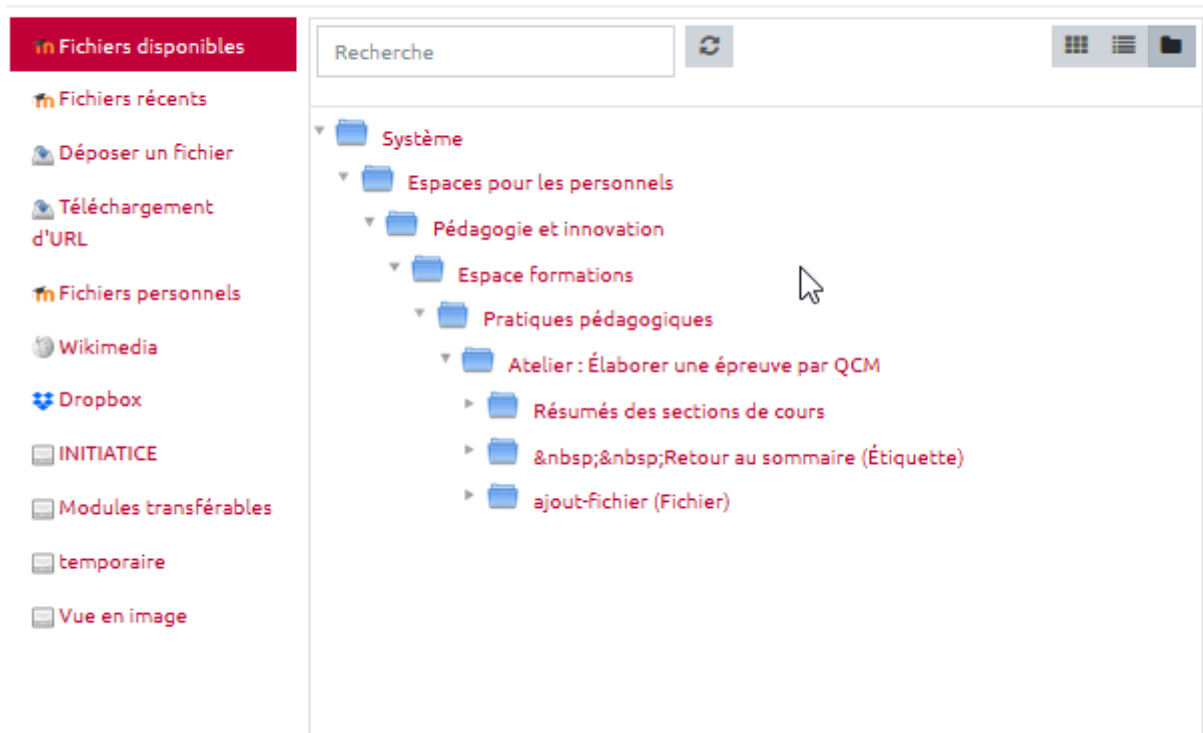 Fichiers disponibles
Fichiers récents
Déposer un fichier
Téléchargement
d'URL
Fichiers personnels
Wikimedia
Dropbox
INITIATICE
Modules transférables
temporaire
Vue en image
Recherche
Système
Espaces pour les personnels
Pédagogie et innovation
Espace formations
Pratiques pédagogiques
Atelier : Élaborer une épreuve par QCM
Résumés des sections de cours
&nbsp;&nbsp;Retour au sommaire (Étiquette)
ajout-fichier (Fichier)